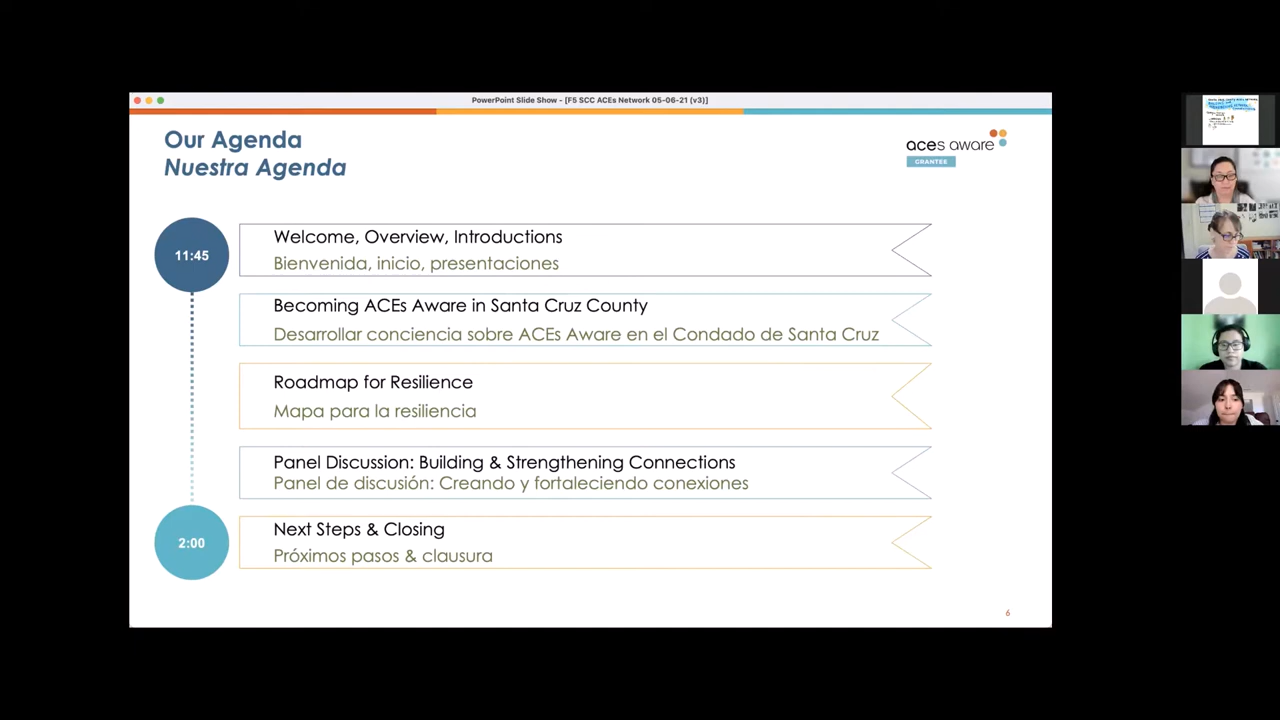 PowerPoint Slide Show - [F5 SCC ACEs Network 05-06-21 (v3)]
Our Agenda
Nuestra Agenda
aces aware
GRANTEE
11:45
Welcome, Overview, Introductions
Bienvenida, inicio, presentaciones
Becoming ACEs Aware in Santa Cruz County
Desarrollar conciencia sobre ACEs Aware en el Condado de Santa Cruz
Roadmap for Resilience
Mapa para la resiliencia
Panel Discussion: Building & Strengthening Connections
Panel de discusión: Creando y fortaleciendo conexiones
2:00
Next Steps & Closing
Próximos pasos & clausura
6